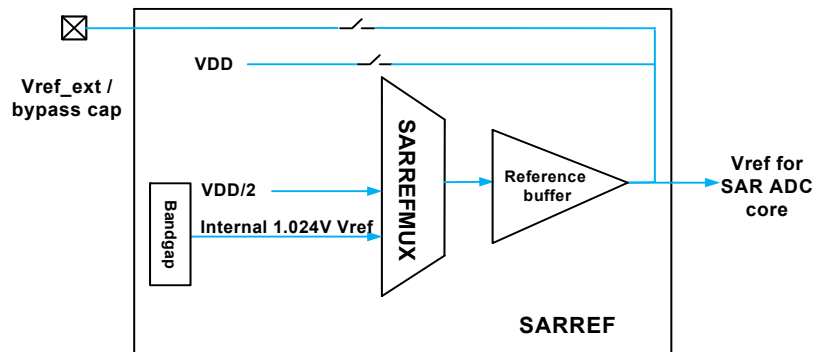 VDD
Vref_ext /
bypass cap
SARREFMUX
VDD/2
Reference
buffer
Vref for
SAR ADC
core
Bandgap
Internal 1.024V Vref
SARREF